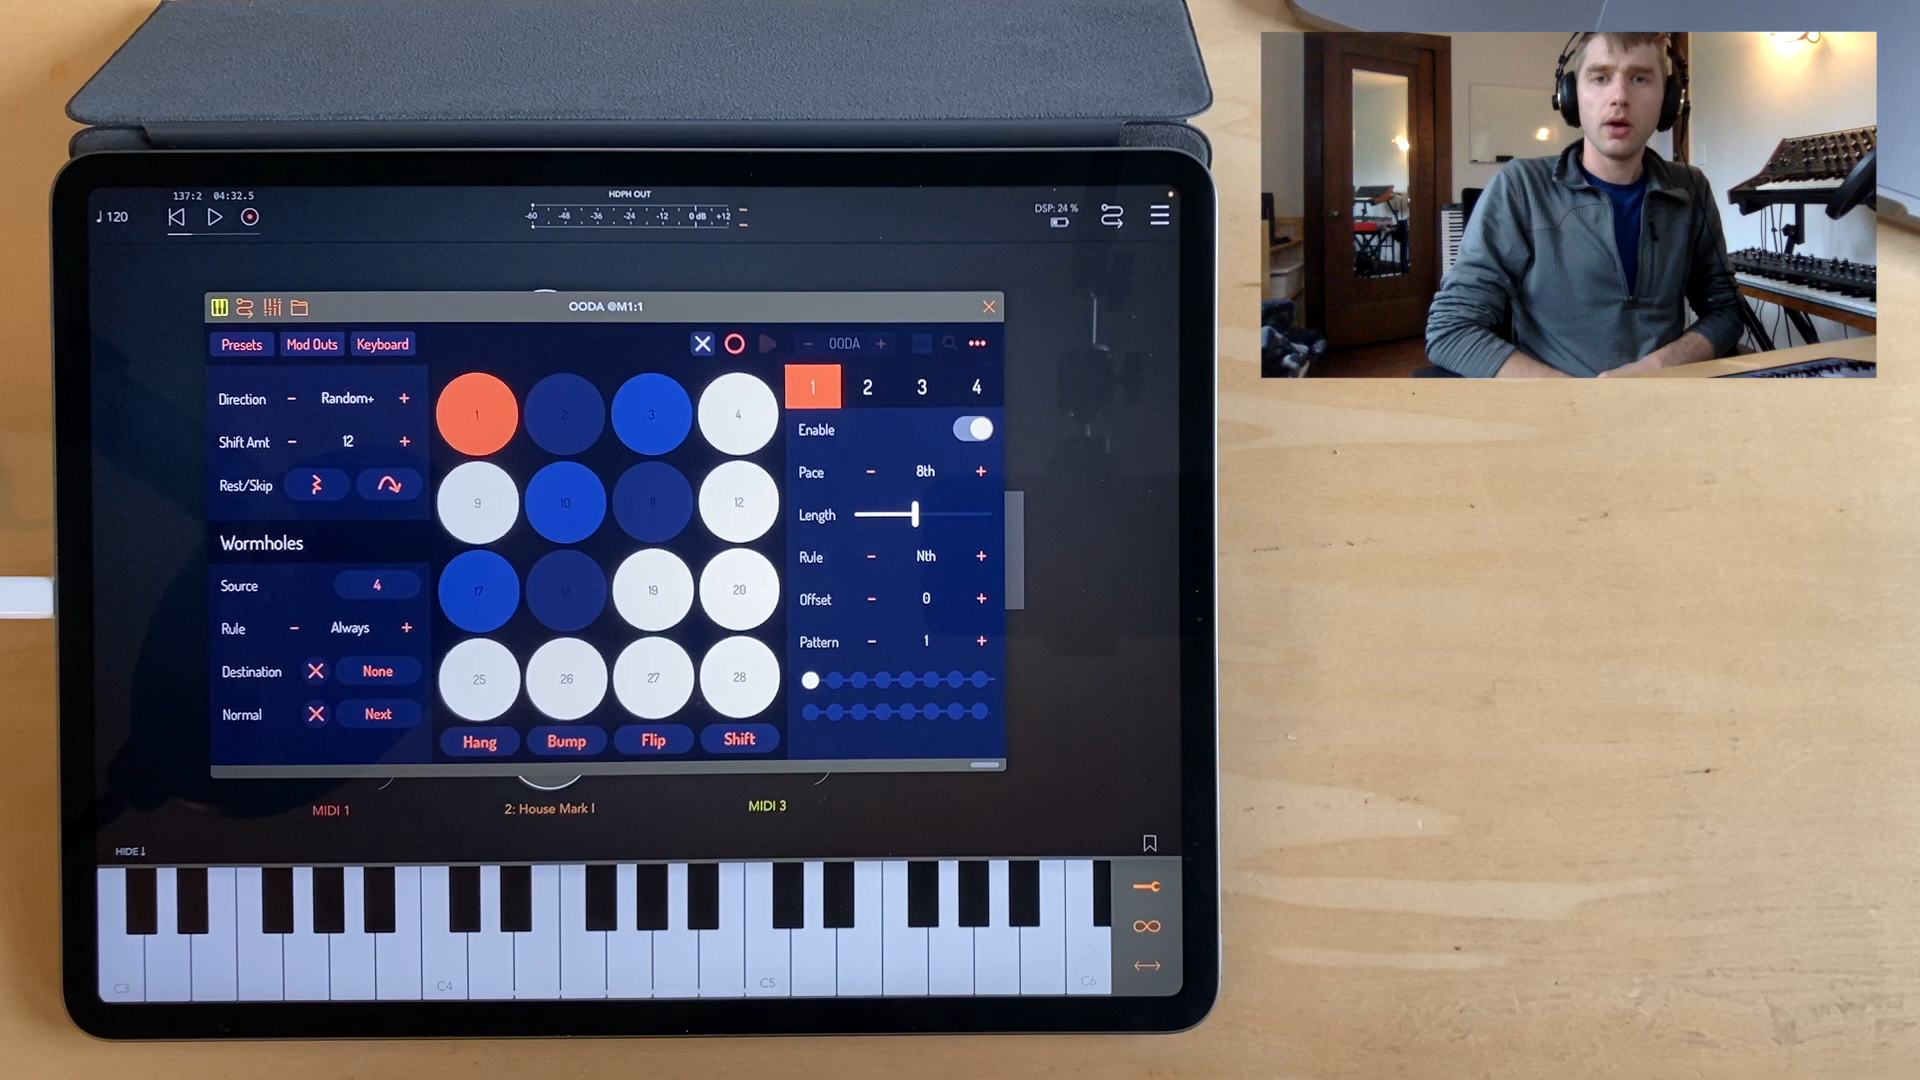 HDPH OUT
137:2 04:32.5
120
-60 -48 -36 -24 -12 0 dB +12
DSP: 24 %
OODA @M1:1
Presets Mod Outs Keyboard
- OODA +
1 2 3 4
Direction - Random+ +
Shift Amt - 12 +
Rest/Skip
Wormholes
Source 4
Rule - Always +
Destination None
Normal Next
1 2 3 4
9 10 11 12
17 18 19 20
25 26 27 28
Hang Bump Flip Shift
Enable
Pace - 8th +
Length
Rule - Nth +
Offset - 0 +
Pattern - 1 +
MIDI 1
2: House Mark I
MIDI 3
HIDE
C3 C4 C5 C6